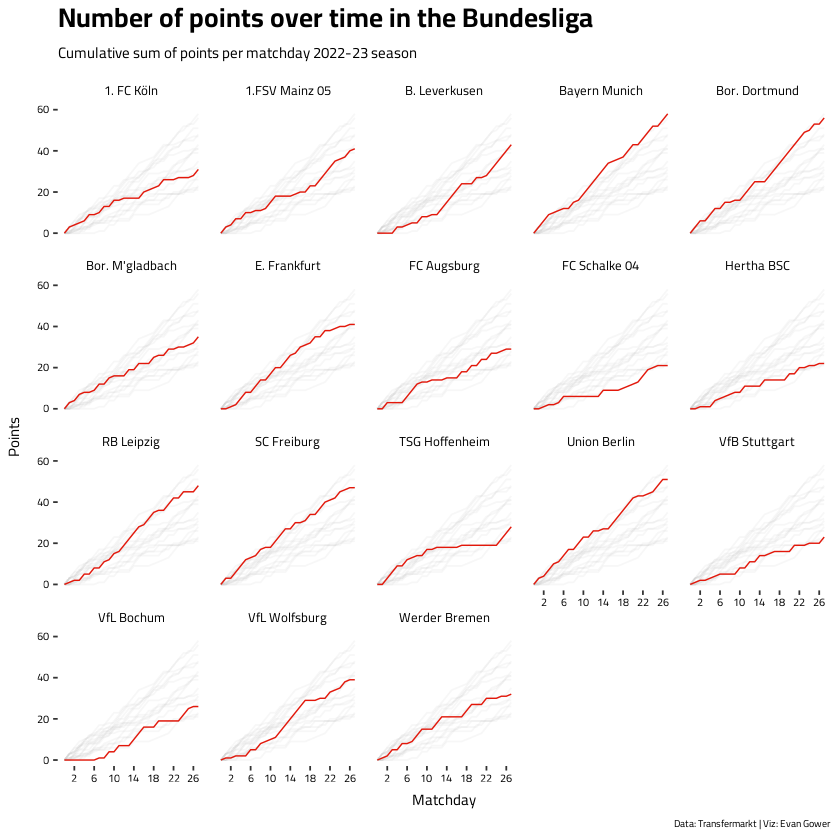 Number of points over time in the Bundesliga
Cumulative sum of points per matchday 2022-23 season
1. FC Köln
1.FSV Mainz 05
B. Leverkusen
Bayern Munich
Bor. Dortmund
60
40
20
0
Bor. M'gladbach
E. Frankfurt
FC Augsburg
FC Schalke 04
Hertha BSC
60
40
20
0
Points
RB Leipzig
SC Freiburg
TSG Hoffenheim
Union Berlin
VfB Stuttgart
60
40
20
0
2 6 10 14 18 22 26
2 6 10 14 18 22 26
VfL Bochum
VfL Wolfsburg
Werder Bremen
60
40
20
0
2 6 10 14 18 22 26
2 6 10 14 18 22 26
2 6 10 14 18 22 26
Matchday
Data: Transfermarkt | Viz: Evan Gower